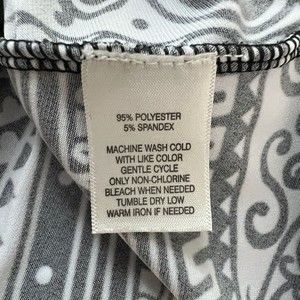 95% POLYESTER
5% SPANDEX
MACHINE WASH COLD
WITH LIKE COLOR
GENTLE CYCLE
ONLY NON-CHLORINE
BLEACH WHEN NEEDED
TUMBLE DRY LOW
WARM IRON IF NEEDED